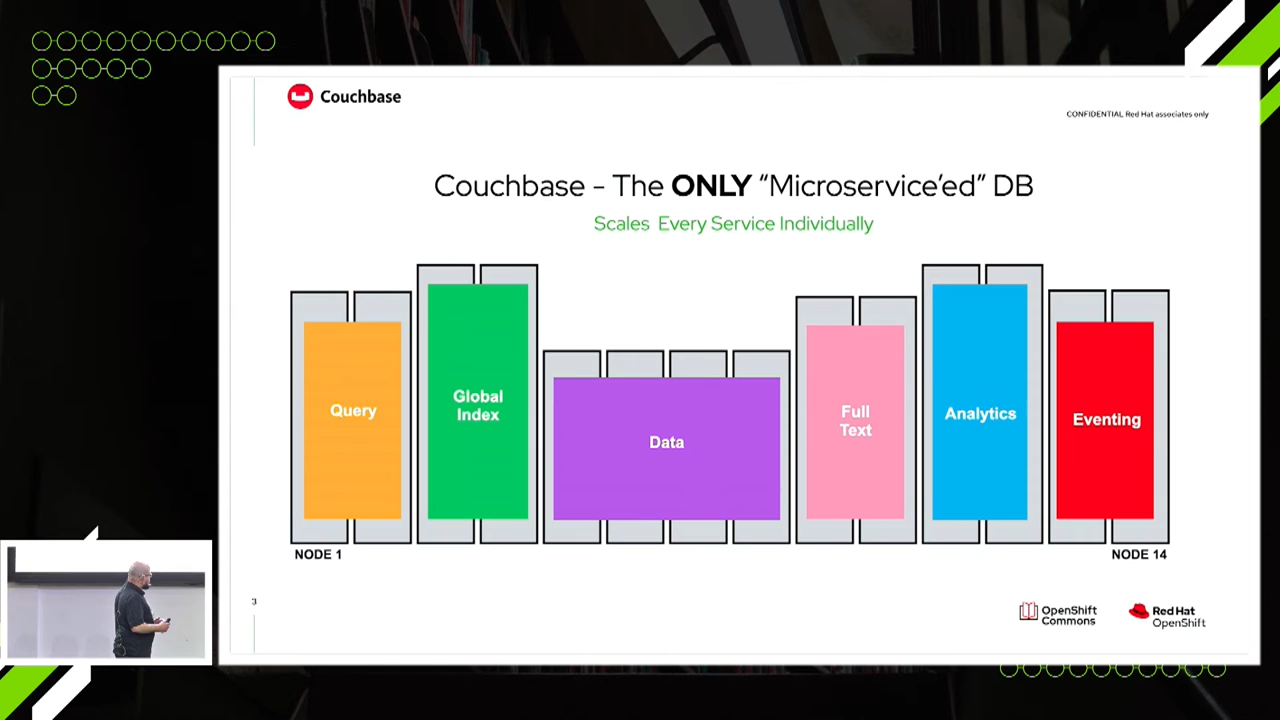 Couchbase
CONFIDENTIAL Red Hat associates only
Couchbase - The ONLY “Microservice’ed” DB
Scales Every Service Individually
Query
Global
Index
Data
Full
Text
Analytics
Eventing
NODE 1
NODE 14
3
OpenShift
Commons
Red Hat
OpenShift